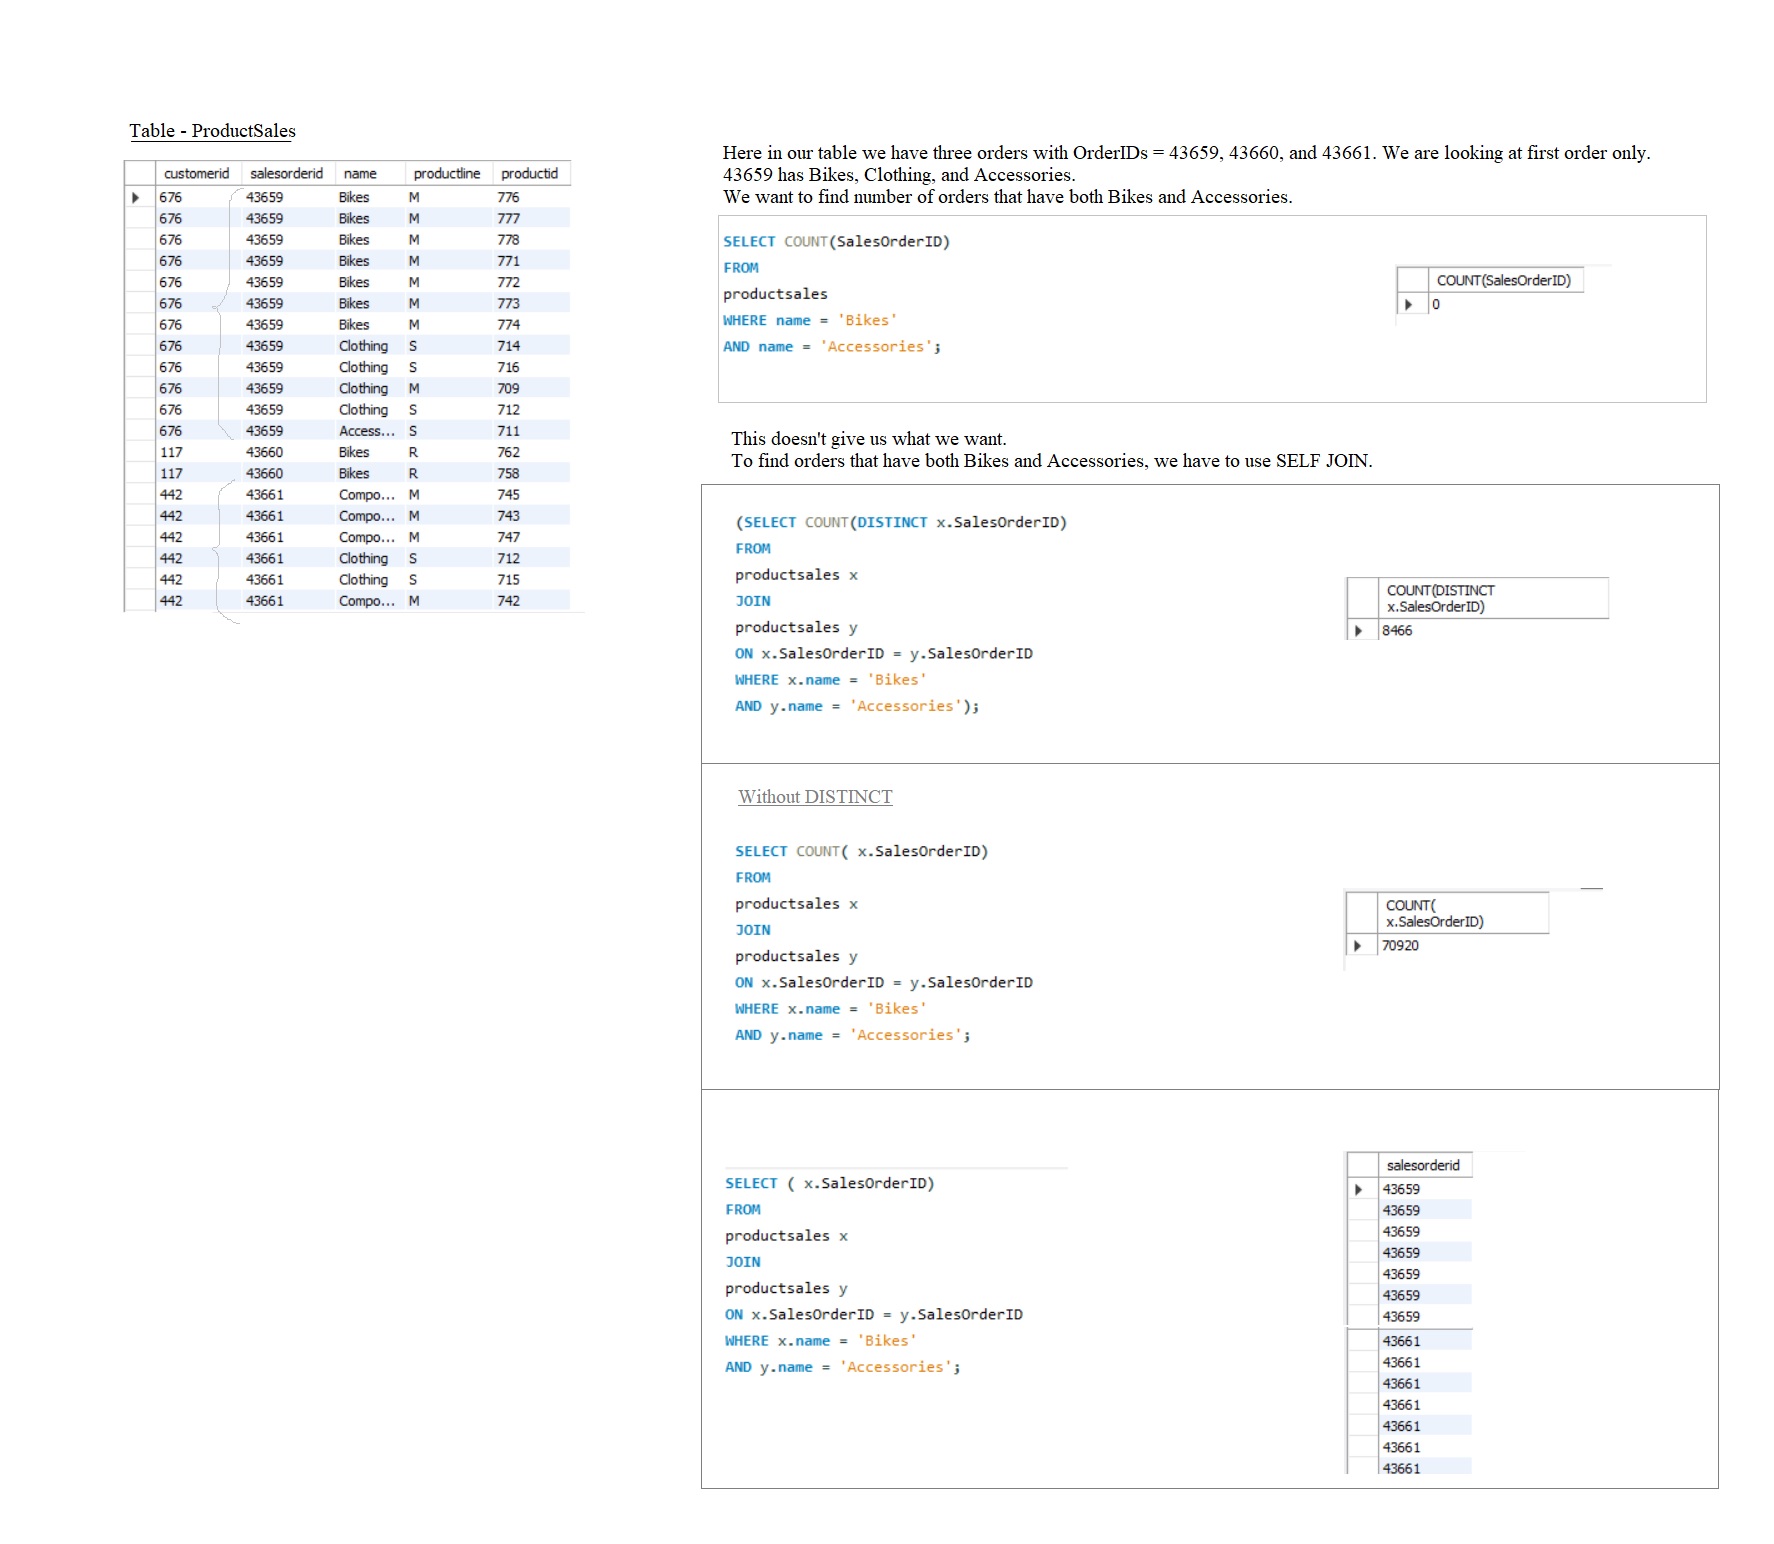 Table - ProductSales
customerid salesorderid name productline productid
676 43659 Bikes M 776
676 43659 Bikes M 777
676 43659 Bikes M 778
676 43659 Bikes M 771
676 43659 Bikes M 772
676 43659 Bikes M 773
676 43659 Bikes M 774
676 43659 Clothing S 714
676 43659 Clothing S 716
676 43659 Clothing M 709
676 43659 Clothing S 712
676 43659 Access... S 711
117 43660 Bikes R 762
117 43660 Bikes R 758
442 43661 Compo... M 745
442 43661 Compo... M 743
442 43661 Compo... M 747
442 43661 Clothing S 712
442 43661 Clothing S 715
442 43661 Compo... M 742
Here in our table we have three orders with OrderIDs = 43659, 43660, and 43661. We are looking at first order only.
43659 has Bikes, Clothing, and Accessories.
We want to find number of orders that have both Bikes and Accessories.
SELECT COUNT(SalesOrderID)
FROM
productsales
WHERE name = 'Bikes'
AND name = 'Accessories';
COUNT(SalesOrderID)
0
This doesn't give us what we want.
To find orders that have both Bikes and Accessories, we have to use SELF JOIN.
(SELECT COUNT(DISTINCT x.SalesOrderID)
FROM
productsales x
JOIN
productsales y
ON x.SalesOrderID = y.SalesOrderID
WHERE x.name = 'Bikes'
AND y.name = 'Accessories');
COUNT(DISTINCT
x.SalesOrderID)
8466
Without DISTINCT
SELECT COUNT( x.SalesOrderID)
FROM
productsales x
JOIN
productsales y
ON x.SalesOrderID = y.SalesOrderID
WHERE x.name = 'Bikes'
AND y.name = 'Accessories';
COUNT(
x.SalesOrderID)
70920
SELECT ( x.SalesOrderID)
FROM
productsales x
JOIN
productsales y
ON x.SalesOrderID = y.SalesOrderID
WHERE x.name = 'Bikes'
AND y.name = 'Accessories';
salesorderid
43659
43659
43659
43659
43659
43659
43659
43661
43661
43661
43661
43661
43661
43661